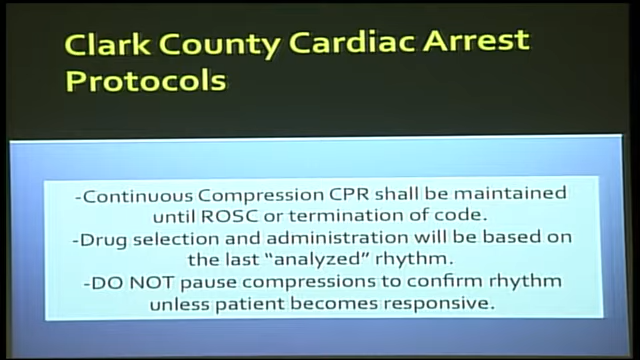 Clark County Cardiac Arrest
Protocols
-Continuous Compression CPR shall be maintained
until ROSC or termination of code.
-Drug selection and administration will be based on
the last “analyzed” rhythm.
-DO NOT pause compressions to confirm rhythm
unless patient becomes responsive.